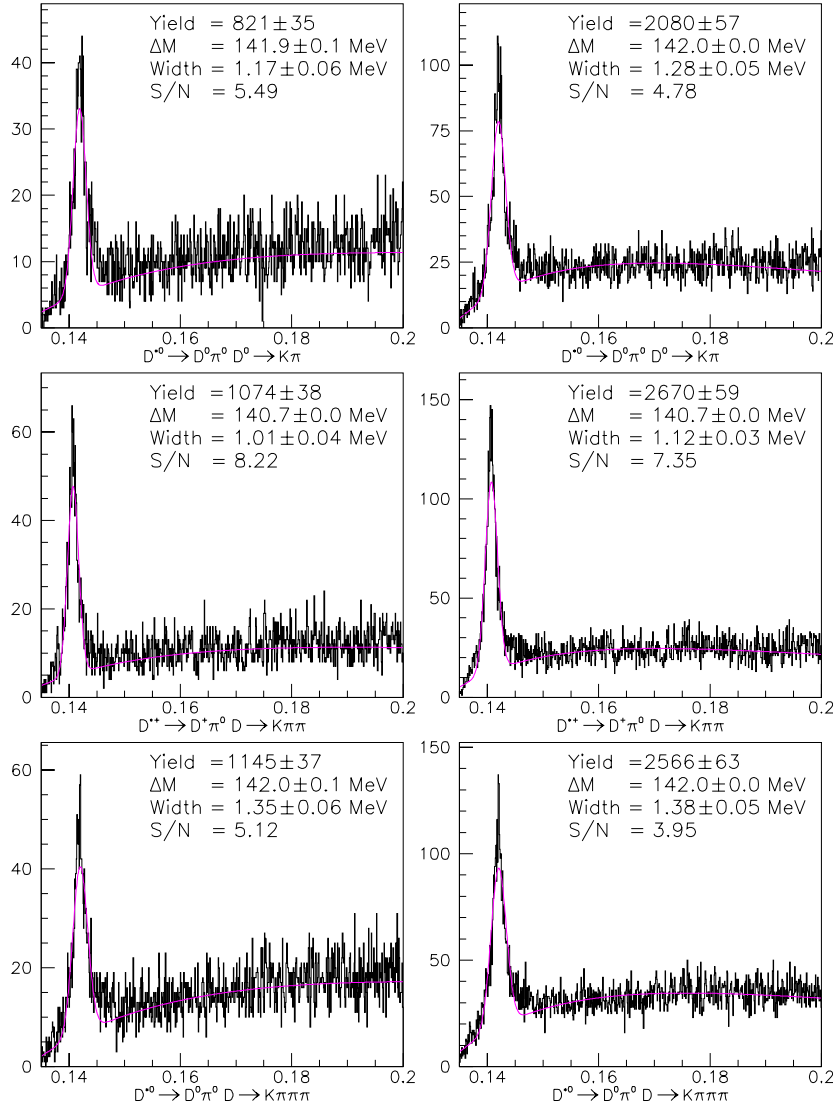 Yield = 821±35
ΔM = 141.9±0.1 MeV
Width = 1.17±0.06 MeV
S/N = 5.49
40
30
20
10
0
0.14 0.16 0.18 0.2
D*⁰ → D⁰π⁰ D⁰ → Kπ
Yield =2080±57
ΔM = 142.0±0.0 MeV
Width = 1.28±0.05 MeV
S/N = 4.78
100
75
50
25
0
0.14 0.16 0.18 0.2
D*⁰ → D⁰π⁰ D⁰ → Kπ
Yield =1074±38
ΔM = 140.7±0.0 MeV
Width = 1.01±0.04 MeV
S/N = 8.22
60
40
20
0
0.14 0.16 0.18 0.2
D*⁺ → D⁺π⁰ D → Kππ
Yield =2670±59
ΔM = 140.7±0.0 MeV
Width = 1.12±0.03 MeV
S/N = 7.35
150
100
50
0
0.14 0.16 0.18 0.2
D*⁺ → D⁺π⁰ D → Kππ
Yield =1145±37
ΔM = 142.0±0.1 MeV
Width = 1.35±0.06 MeV
S/N = 5.12
60
40
20
0
0.14 0.16 0.18 0.2
D*⁰ → D⁰π⁰ D → Kπππ
Yield =2566±63
ΔM = 142.0±0.0 MeV
Width = 1.38±0.05 MeV
S/N = 3.95
150
100
50
0
0.14 0.16 0.18 0.2
D*⁰ → D⁰π⁰ D → Kπππ